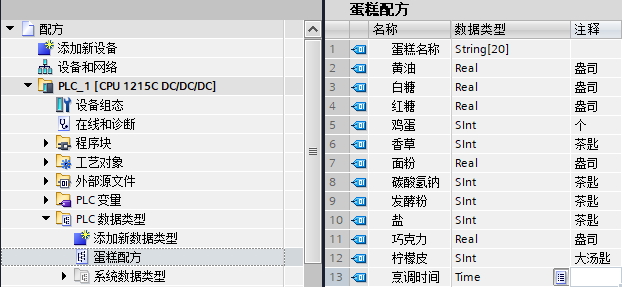 配方
添加新设备
设备和网络
PLC_1 [CPU 1215C DC/DC/DC]
设备组态
在线和诊断
程序块
工艺对象
外部源文件
PLC 变量
PLC 数据类型
添加新数据类型
蛋糕配方
系统数据类型
蛋糕配方
名称 数据类型 注释
1 蛋糕名称 String[20]
2 黄油 Real 盎司
3 白糖 Real 盎司
4 红糖 Real 盎司
5 鸡蛋 SInt 个
6 香草 SInt 茶匙
7 面粉 Real 盎司
8 碳酸氢钠 SInt 茶匙
9 发酵粉 SInt 茶匙
10 盐 SInt 茶匙
11 巧克力 Real 盎司
12 柠檬皮 SInt 大汤匙
13 烹调时间 Time